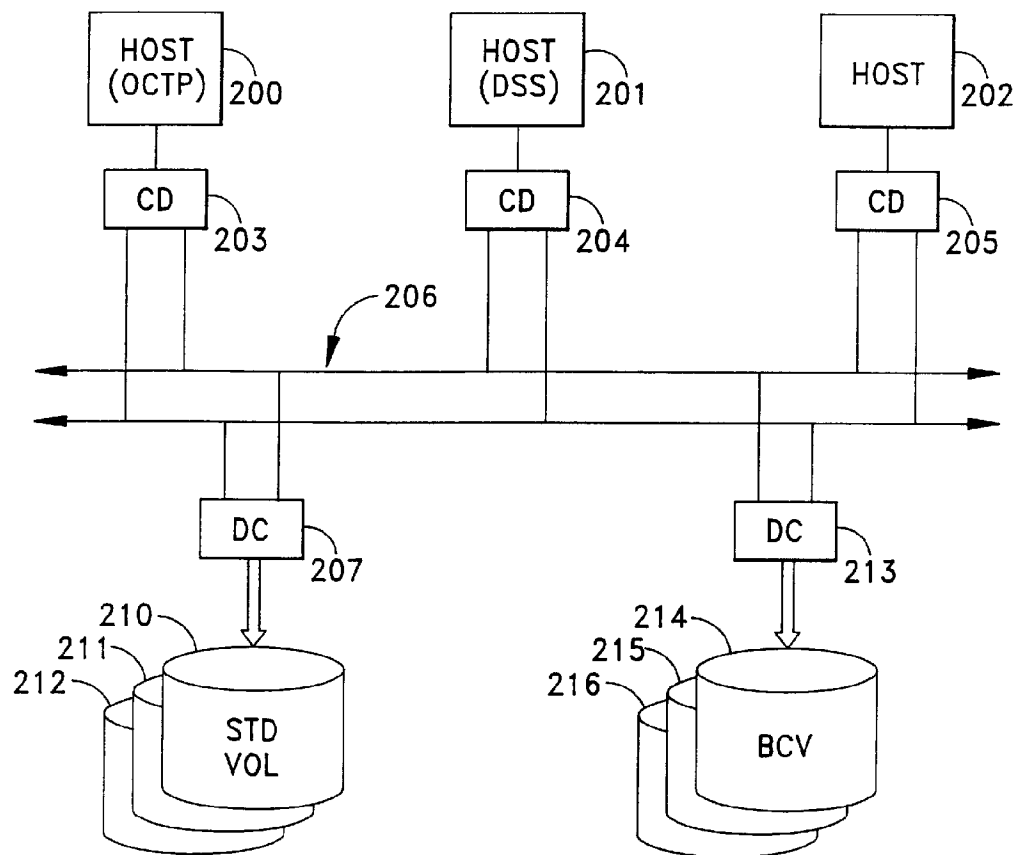 HOST
(OCTP)
200
HOST
(DSS)
201
HOST
202
CD
203
CD
204
CD
205
206
DC
207
DC
213
210
211
212
STD
VOL
214
215
216
BCV